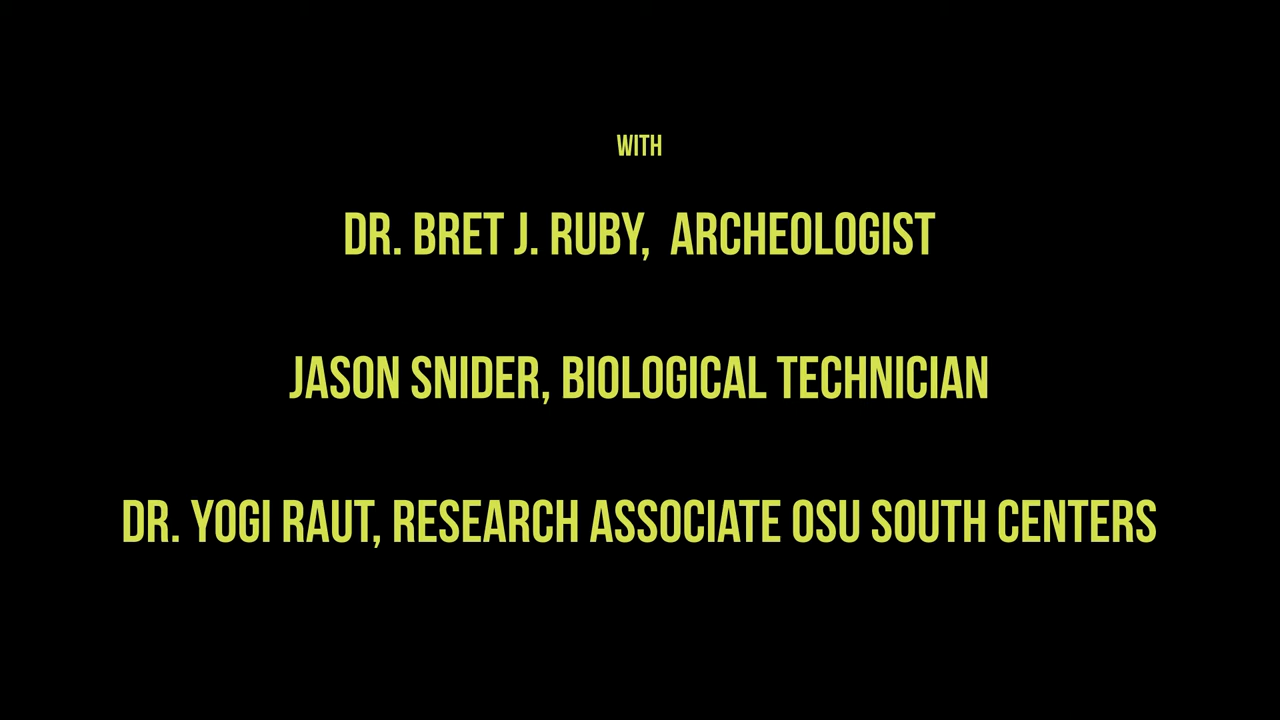 WITH
DR. BRET J. RUBY,  ARCHEOLOGIST
JASON SNIDER, BIOLOGICAL TECHNICIAN
DR. YOGI RAUT, RESEARCH ASSOCIATE OSU SOUTH CENTERS